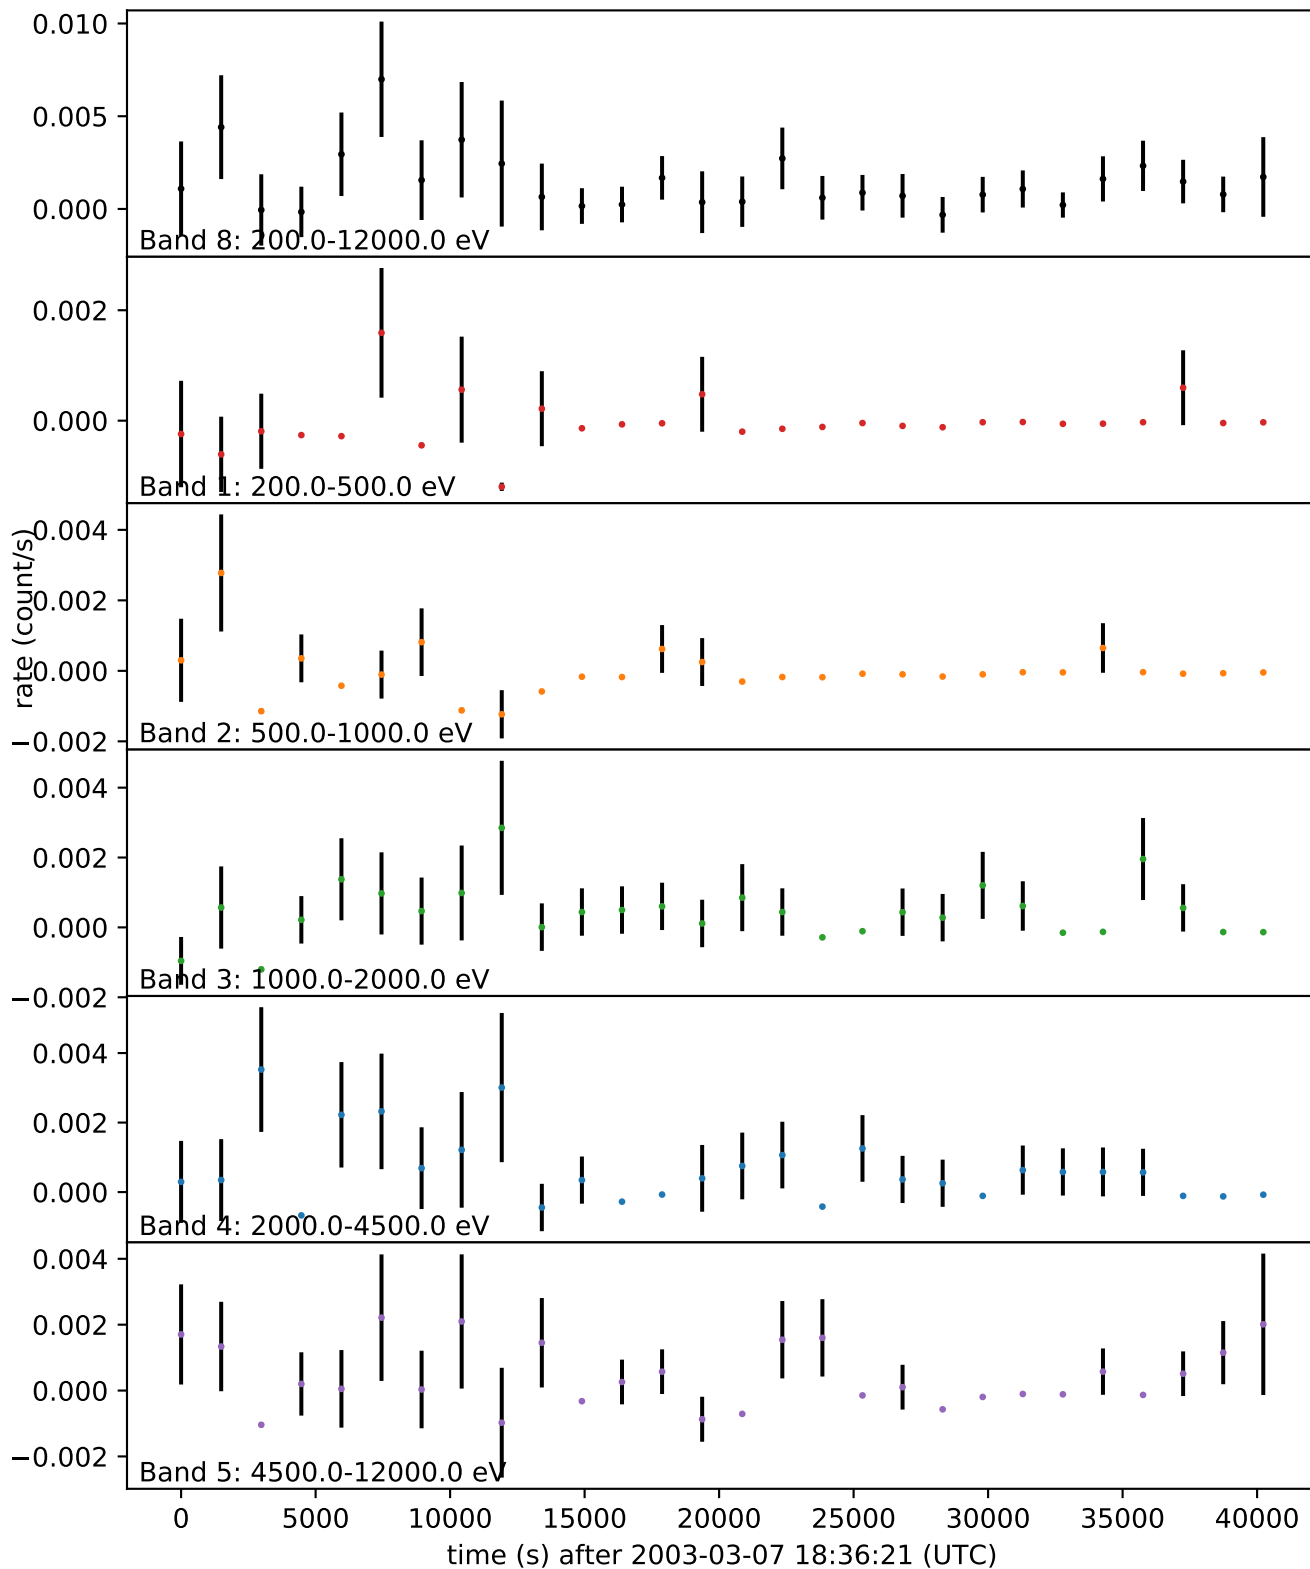 0.010
0.005
0.000
Band 8: 200.0-12000.0 eV
0.002
0.000
Band 1: 200.0-500.0 eV
rate (count/s)
0.004
0.002
0.000
−0.002
Band 2: 500.0-1000.0 eV
0.004
0.002
0.000
−0.002
Band 3: 1000.0-2000.0 eV
0.004
0.002
0.000
Band 4: 2000.0-4500.0 eV
0.004
0.002
0.000
−0.002
Band 5: 4500.0-12000.0 eV
0 5000 10000 15000 20000 25000 30000 35000 40000
time (s) after 2003-03-07 18:36:21 (UTC)